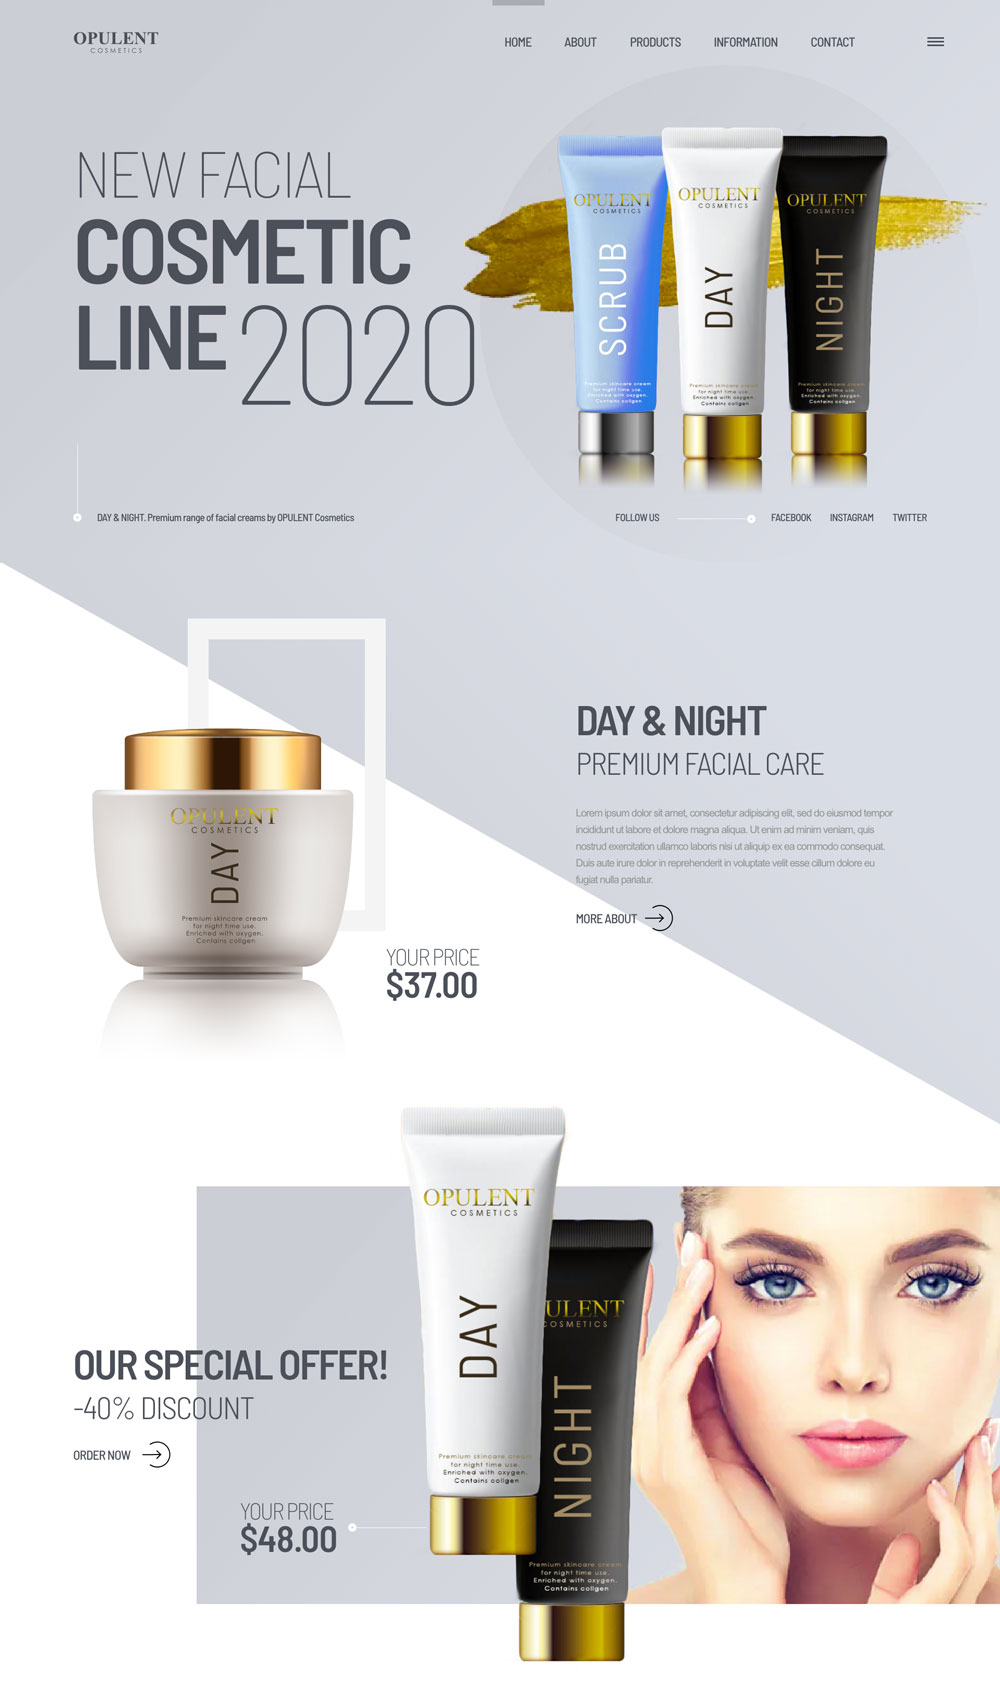 OPULENT
COSMETICS
HOME ABOUT PRODUCTS INFORMATION CONTACT
NEW FACIAL
COSMETIC
LINE 2020
OPULENT
COSMETICS
SCRUB
Premium skincare cream
for night time use.
Enriched with oxygen.
Contains collgen
OPULENT
COSMETICS
DAY
Premium skincare cream
for night time use.
Enriched with oxygen.
Contains collgen
OPULENT
COSMETICS
NIGHT
Premium skincare cream
for night time use.
Enriched with oxygen.
Contains collgen
DAY & NIGHT. Premium range of facial creams by OPULENT Cosmetics
FOLLOW US FACEBOOK INSTAGRAM TWITTER
OPULENT
COSMETICS
DAY
Premium skincare cream
for night time use.
Enriched with oxygen.
Contains collgen
YOUR PRICE
$37.00
DAY & NIGHT
PREMIUM FACIAL CARE
Lorem ipsum dolor sit amet, consectetur adipiscing elit, sed do eiusmod tempor
incididunt ut labore et dolore magna aliqua. Ut enim ad minim veniam, quis
nostrud exercitation ullamco laboris nisi ut aliquip ex ea commodo consequat.
Duis aute irure dolor in reprehenderit in voluptate velit esse cillum dolore eu
fugiat nulla pariatur.
MORE ABOUT
OUR SPECIAL OFFER!
-40% DISCOUNT
ORDER NOW
YOUR PRICE
$48.00
OPULENT
COSMETICS
DAY
Premium skincare cream
for night time use.
Enriched with oxygen.
Contains collgen
PULENT
COSMETICS
NIGHT
Premium skincare cream
for night time use.
Enriched with oxygen.
Contains collgen